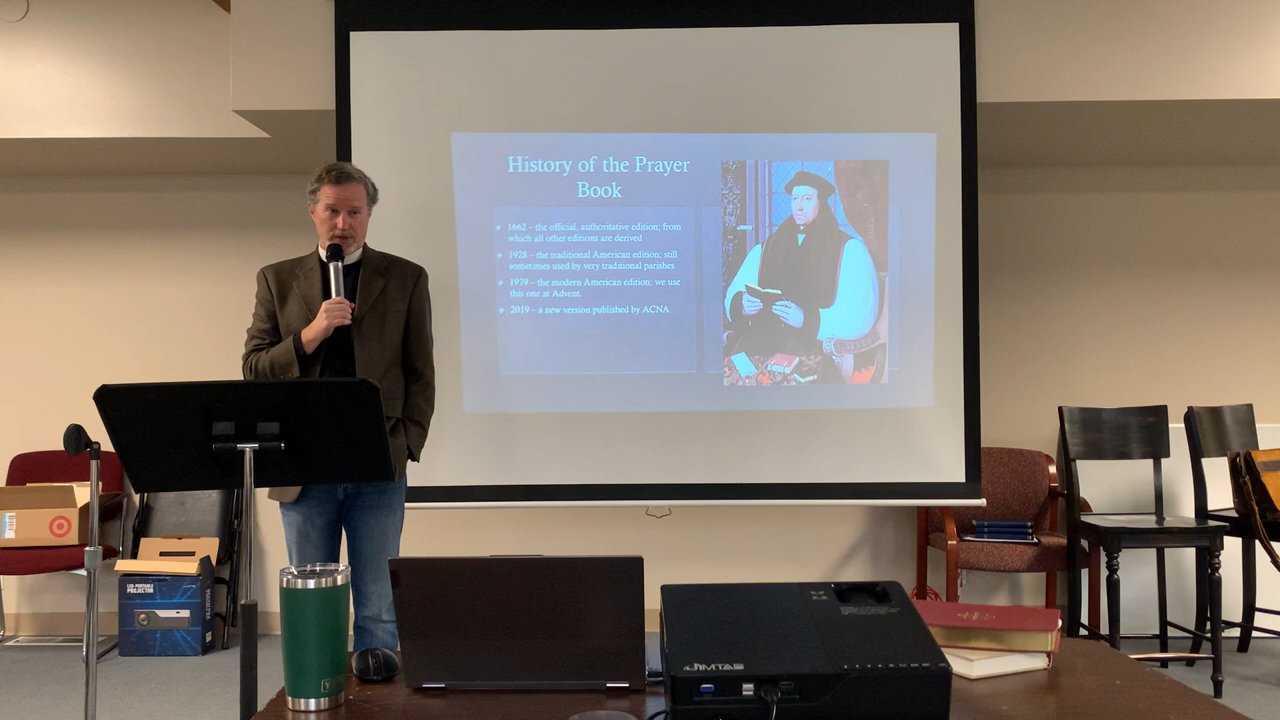 History of the Prayer
Book
1662 – the official, authoritative edition; from
which all other editions are derived
1928 – the traditional American edition; still
sometimes used by very traditional parishes
1979 – the modern American edition; we use
this one at Advent.
2019 – a new version published by ACNA
LED PORTABLE
PROJECTOR